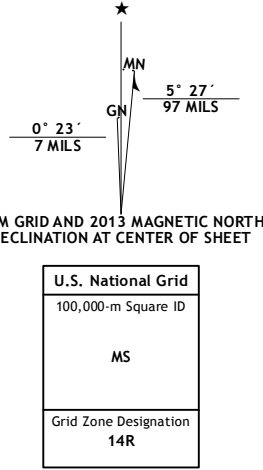 MN
GN
5° 27´
97 MILS
0° 23´
7 MILS
M GRID AND 2013 MAGNETIC NORTH
ECLINATION AT CENTER OF SHEET
U.S. National Grid
100,000-m Square ID
MS
Grid Zone Designation
14R